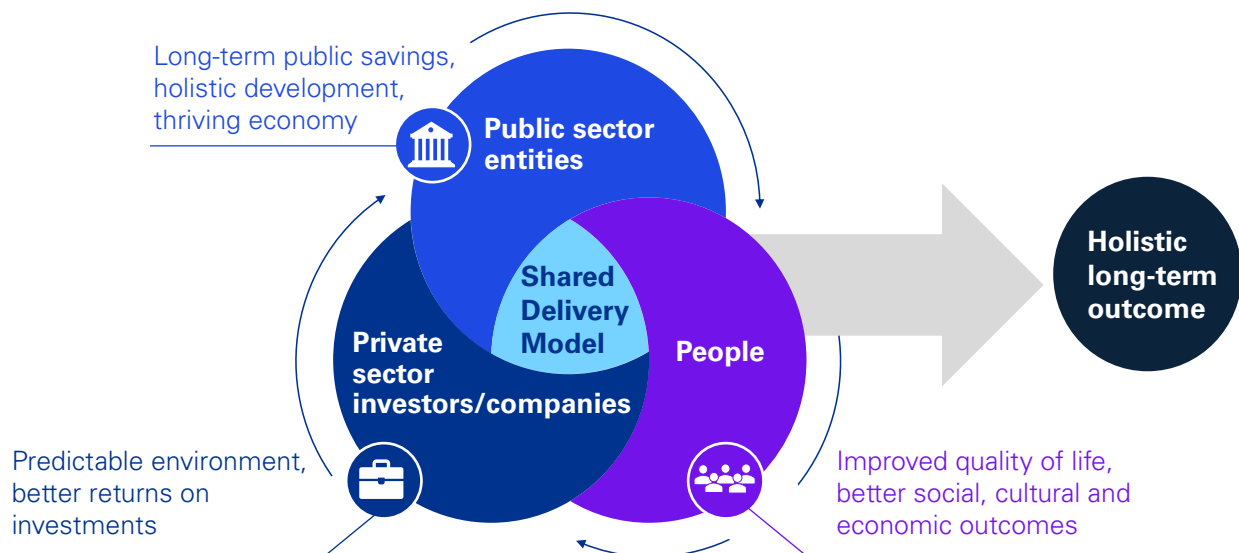 Long-term public savings,
holistic development,
thriving economy
Public sector
entities
Shared
Delivery
Model
Private
sector
investors/companies
People
Holistic
long-term
outcome
Predictable environment,
better returns on
investments
Improved quality of life,
better social, cultural and
economic outcomes